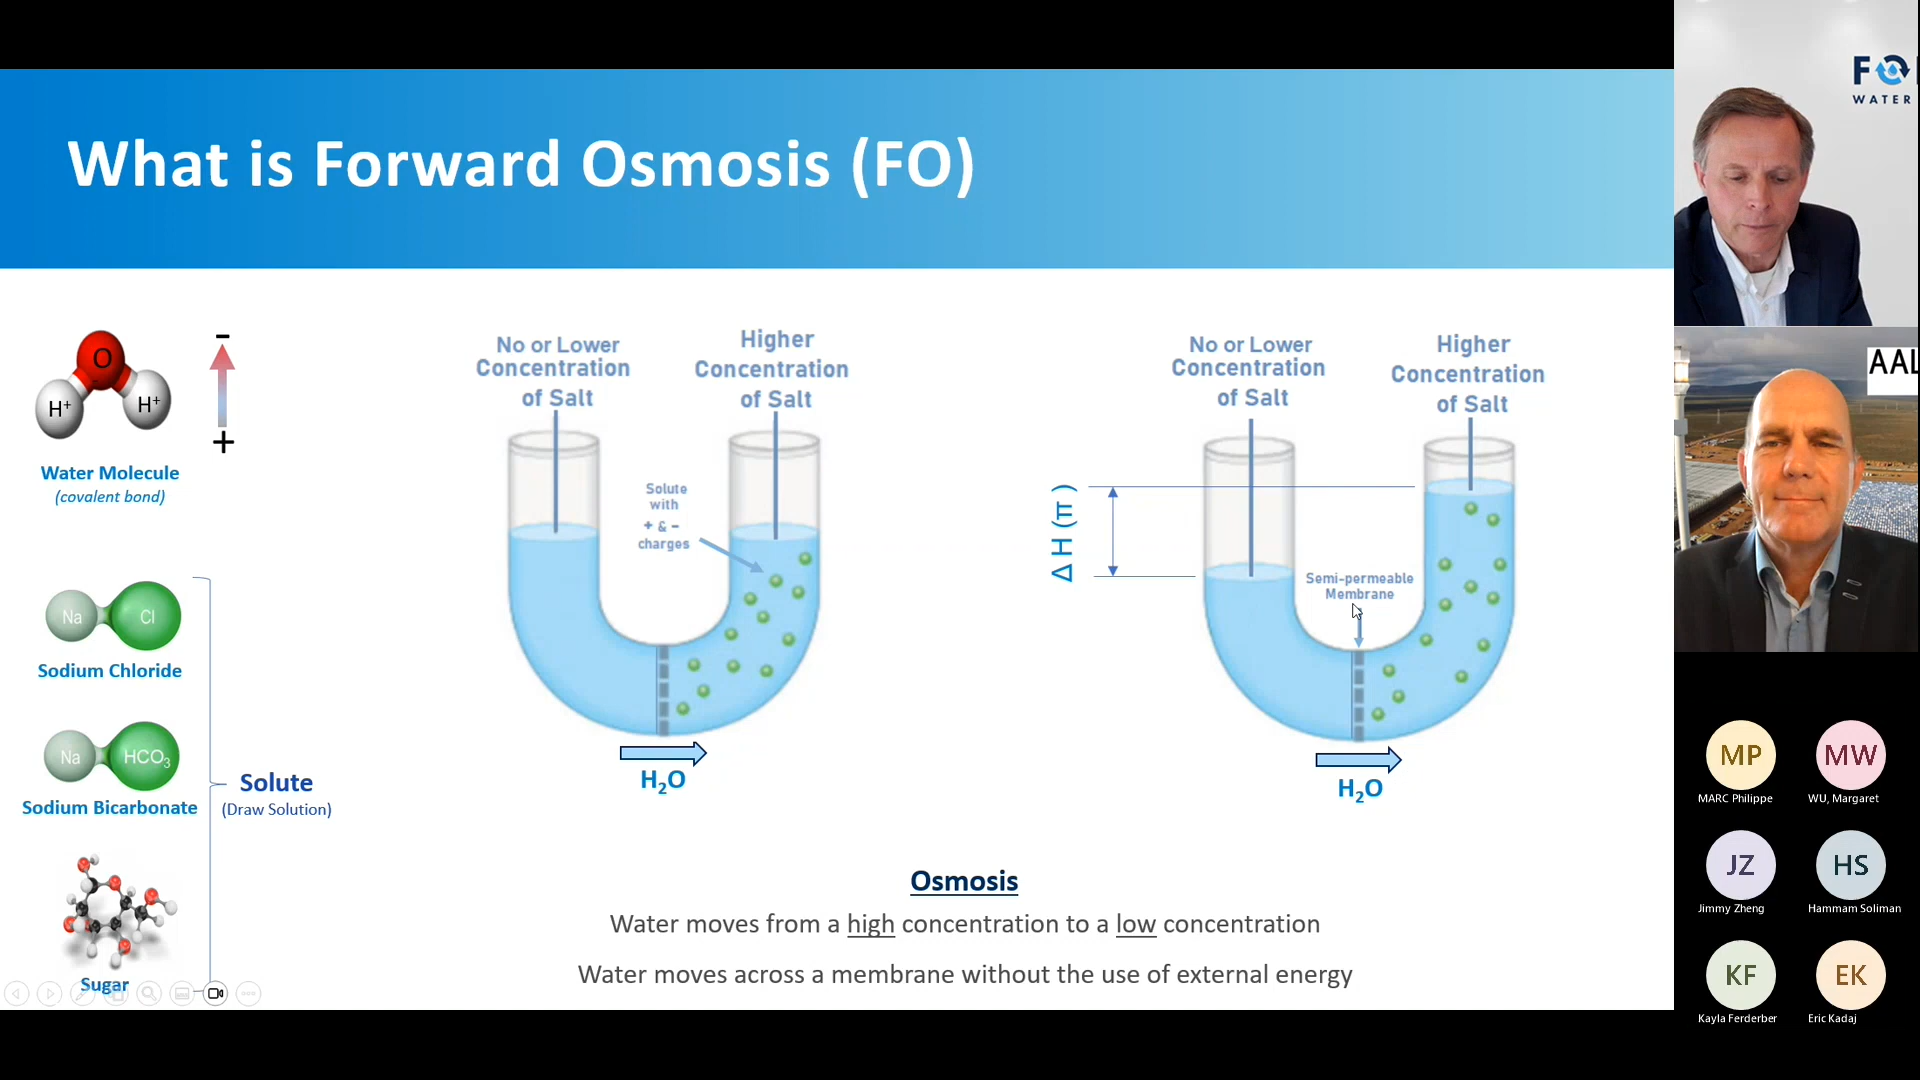 What is Forward Osmosis (FO)
O
H+
H+
-
+
Water Molecule
(covalent bond)
Na
Cl
Sodium Chloride
Na
HCO3
Sodium Bicarbonate
Sugar
Solute
(Draw Solution)
No or Lower
Concentration
of Salt
Higher
Concentration
of Salt
Solute
with
+ & -
charges
H2O
Δ H (π)
No or Lower
Concentration
of Salt
Higher
Concentration
of Salt
Semi-permeable
Membrane
H2O
Osmosis
Water moves from a high concentration to a low concentration
Water moves across a membrane without the use of external energy
WATER
AAL
MP
MARC Philippe
MW
WU, Margaret
JZ
Jimmy Zheng
HS
Hammam Soliman
KF
Kayla Ferderber
EK
Eric Kadaj